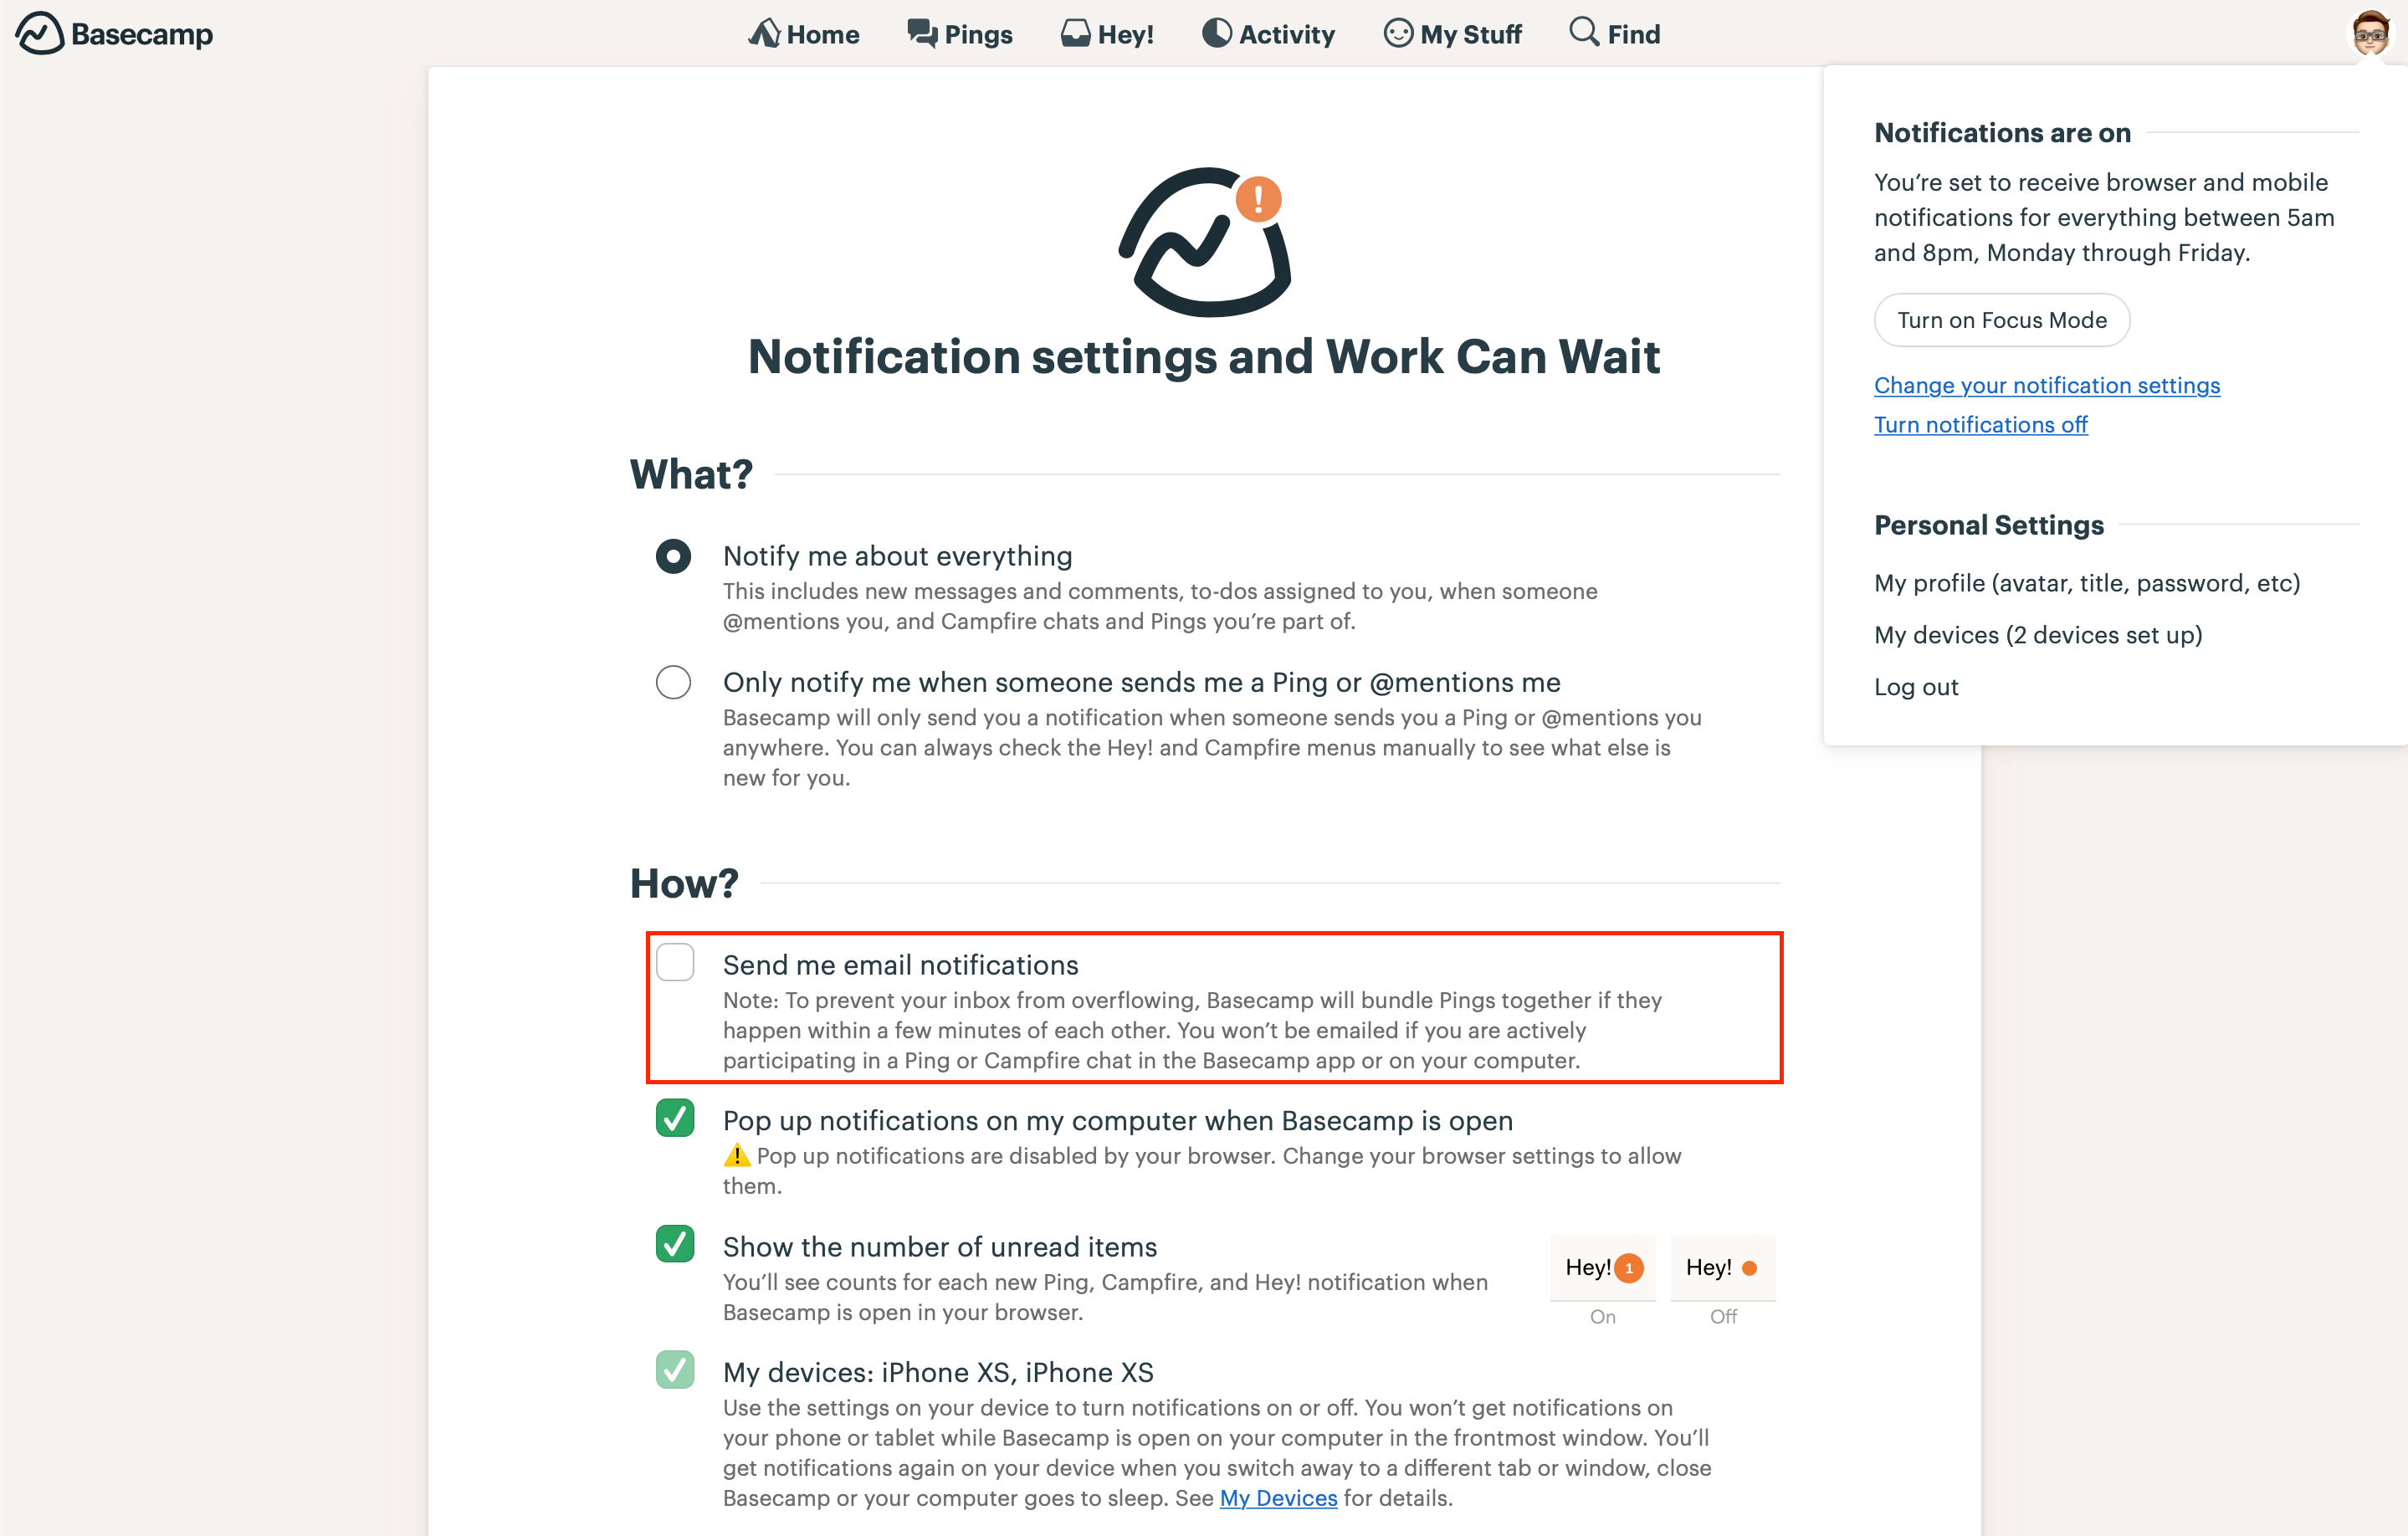 Basecamp
Home
Pings
Hey!
Activity
My Stuff
Find
Notification settings and Work Can Wait
What?
Notify me about everything
This includes new messages and comments, to-dos assigned to you, when someone
@mentions you, and Campfire chats and Pings you’re part of.
Only notify me when someone sends me a Ping or @mentions me
Basecamp will only send you a notification when someone sends you a Ping or @mentions you
anywhere. You can always check the Hey! and Campfire menus manually to see what else is
new for you.
How?
Send me email notifications
Note: To prevent your inbox from overflowing, Basecamp will bundle Pings together if they
happen within a few minutes of each other. You won’t be emailed if you are actively
participating in a Ping or Campfire chat in the Basecamp app or on your computer.
Pop up notifications on my computer when Basecamp is open
⚠️ Pop up notifications are disabled by your browser. Change your browser settings to allow
them.
Show the number of unread items
You’ll see counts for each new Ping, Campfire, and Hey! notification when
Basecamp is open in your browser.
Hey! 1
On
Hey!
Off
My devices: iPhone XS, iPhone XS
Use the settings on your device to turn notifications on or off. You won’t get notifications on
your phone or tablet while Basecamp is open on your computer in the frontmost window. You’ll
get notifications again on your device when you switch away to a different tab or window, close
Basecamp or your computer goes to sleep. See My Devices for details.
Notifications are on
You’re set to receive browser and mobile
notifications for everything between 5am
and 8pm, Monday through Friday.
Turn on Focus Mode
Change your notification settings
Turn notifications off
Personal Settings
My profile (avatar, title, password, etc)
My devices (2 devices set up)
Log out